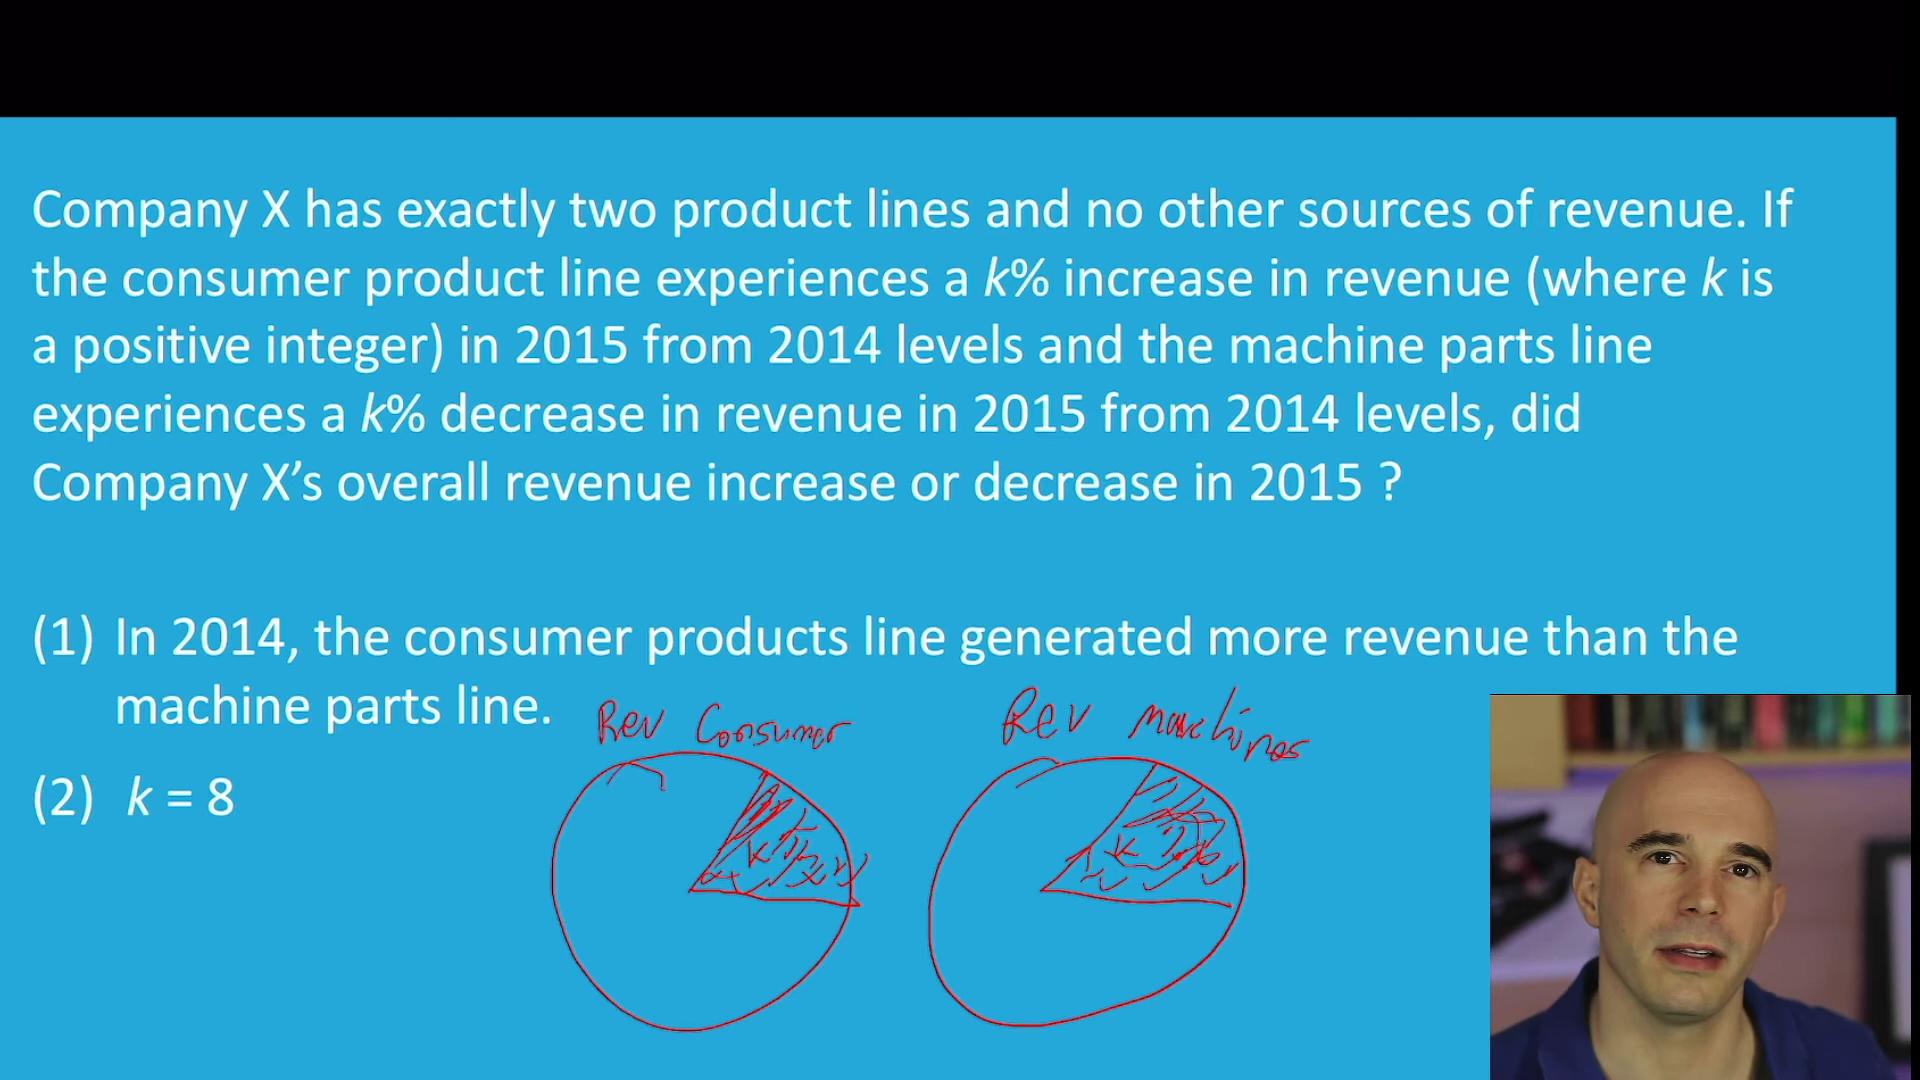 Company X has exactly two product lines and no other sources of revenue. If
the consumer product line experiences a k% increase in revenue (where k is
a positive integer) in 2015 from 2014 levels and the machine parts line
experiences a k% decrease in revenue in 2015 from 2014 levels, did
Company X’s overall revenue increase or decrease in 2015 ?
(1) In 2014, the consumer products line generated more revenue than the
machine parts line.
Rev Consumer
Rev machines
(2) k = 8
k%
k %